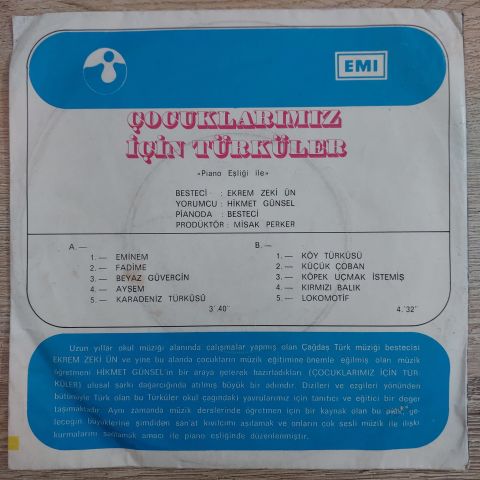 EMI
ÇOCUKLARIMIZ
İÇİN TÜRKÜLER
«Piano Eşliği ile»
BESTECİ : EKREM ZEKİ ÜN
YORUMCU : HİKMET GÜNSEL
PİANODA : BESTECİ
PRODÜKTÖR : MİSAK PERKER
A.—
1.— EMİNEM
2.— FADİME
3.— BEYAZ GÜVERCİN
4.— AYŞEM
5.— KARADENİZ TÜRKÜSÜ
3'40"
B.—
1.— KÖY TÜRKÜSÜ
2.— KÜÇÜK ÇOBAN
3.— KÖPEK UÇMAK İSTEMİŞ
4.— KIRMIZI BALIK
5.— LOKOMOTİF
4.'32"
Uzun yıllar okul müziği alanında çalışmalar yapmış olan Çağdaş Türk müziği bestecisi
EKREM ZEKİ ÜN ve yine bu alanda çocukların müzik eğitimine önemle eğilmiş olan müzik
öğretmeni HİKMET GÜNSEL'in bir araya gelerek hazırladıkları (ÇOCUKLARIMIZ İÇİN TÜR
KÜLER) ulusal şarkı dağarcığında atılmış büyük bir adımdır. Dizileri ve ezgileri yönünden
bütünüyle Türk olan bu Türküler okul çağındaki yavrularımız için tanıtıcı ve eğitici bir değer
taşımaktadır. Aynı zamanda müzik derslerinde öğretmen için bir kaynak olan bu plak, ge
leceğin büyüklerine şimdiden san'at kıvılcımı aşılamak ve onların çok sesli müzik ile ilişki
kurmalarını sağlamak amacı ile piano eşliğinde düzenlenmiştir.